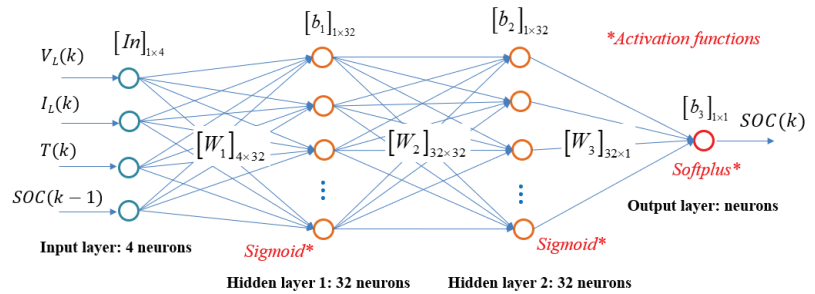 [In]1×4
[b1]1×32
[b2]1×32
*Activation functions
VL(k)
IL(k)
T(k)
SOC(k − 1)
[W1]4×32
[W2]32×32
[W3]32×1
[b3]1×1
SOC(k)
Softplus*
Output layer: neurons
Input layer: 4 neurons
Sigmoid*
Sigmoid*
Hidden layer 1: 32 neurons
Hidden layer 2: 32 neurons